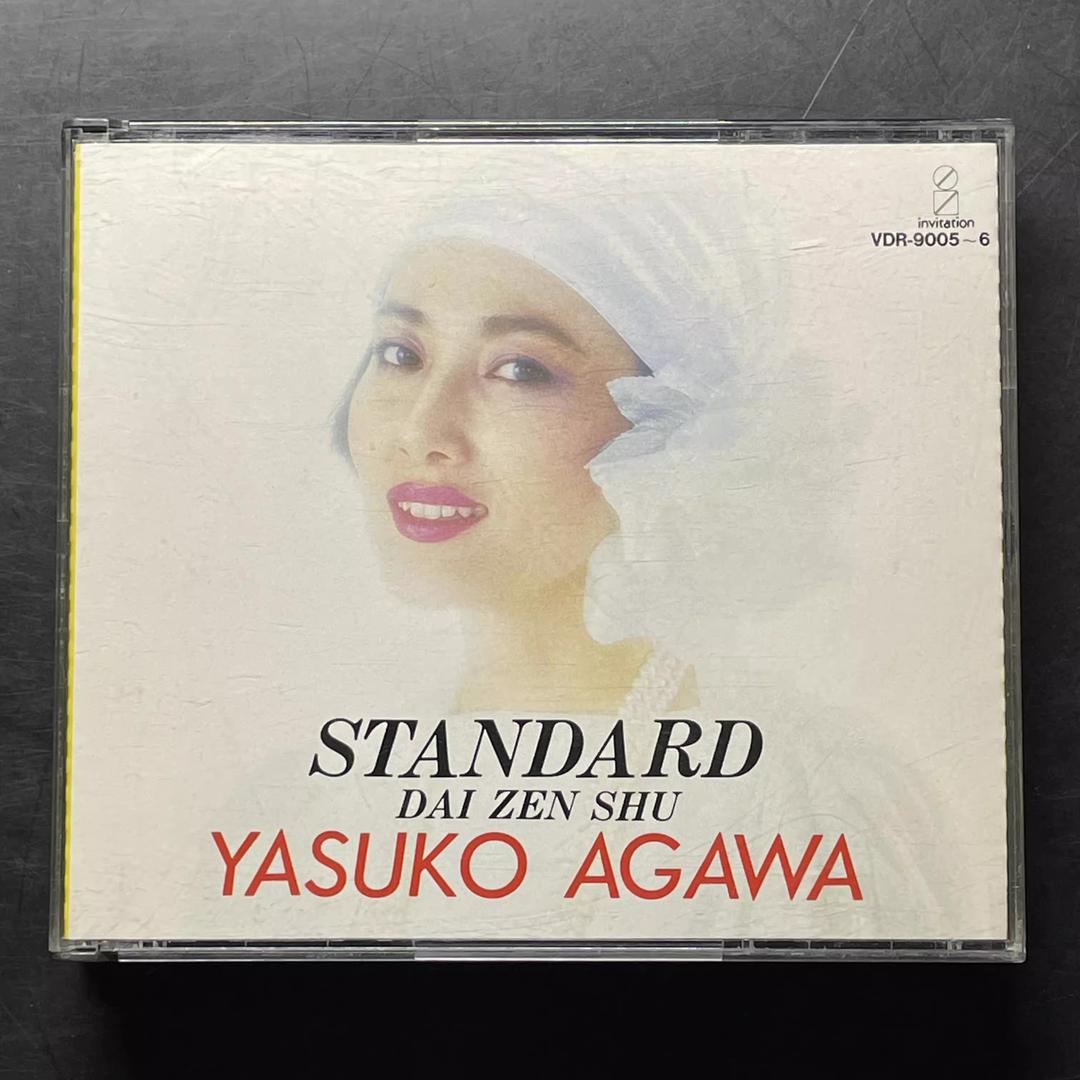 invitation
VDR-9005~6
STANDARD
DAI ZEN SHU
YASUKO AGAWA